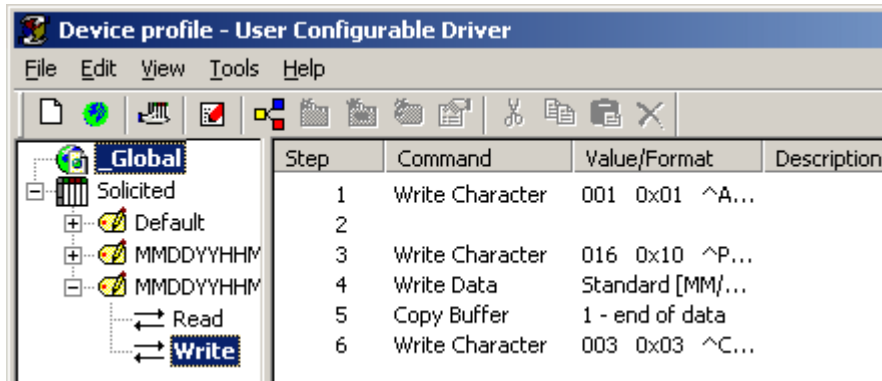 Device profile - User Configurable Driver
File Edit View Tools Help
_Global
Solicited
Default
MMDDYYHHM
MMDDYYHHM
Read
Write
Step Command Value/Format Description
1 Write Character 001 0x01 ^A...
2
3 Write Character 016 0x10 ^P...
4 Write Data Standard [MM/...
5 Copy Buffer 1 - end of data
6 Write Character 003 0x03 ^C...